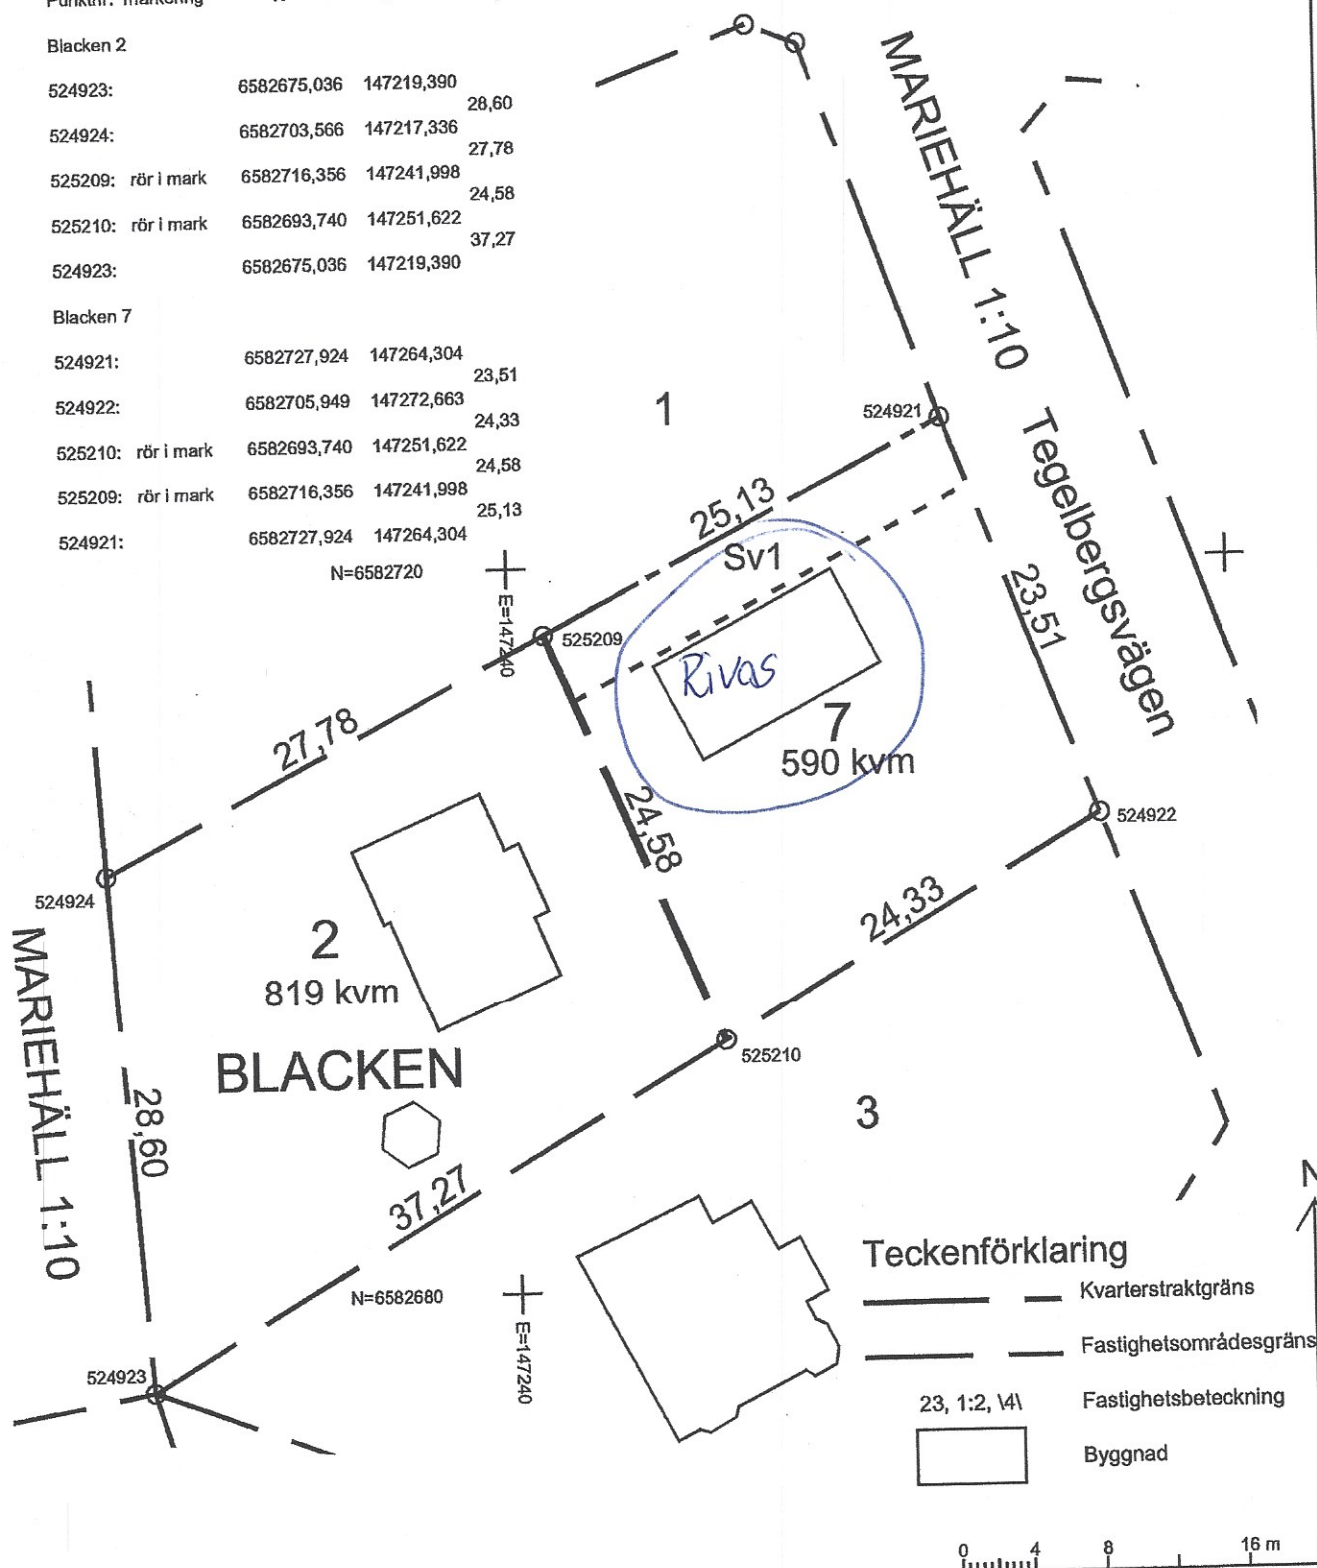 Punktnr: markering
Blacken 2
524923: 6582675,036 147219,390
28,60
524924: 6582703,566 147217,336
27,78
525209: rör i mark 6582716,356 147241,998
24,58
525210: rör i mark 6582693,740 147251,622
37,27
524923: 6582675,036 147219,390
Blacken 7
524921: 6582727,924 147264,304
23,51
524922: 6582705,949 147272,663
24,33
525210: rör i mark 6582693,740 147251,622
24,58
525209: rör i mark 6582716,356 147241,998
25,13
524921: 6582727,924 147264,304
MARIEHÄLL 1:10
1
524921
Tegelbergsvägen
25,13
Sv1
N=6582720
E=147240
525209
23,51
Rivas
7
590 kvm
27,78
24,58
524922
524924
24,33
2
819 kvm
MARIEHÄLL 1:10
BLACKEN
525210
3
28,60
37,27
N
N=6582680
E=147240
524923
Teckenförklaring
Kvarterstraktgräns
Fastighetsområdesgräns
23, 1:2, \4\ Fastighetsbeteckning
Byggnad
0 4 8 16 m